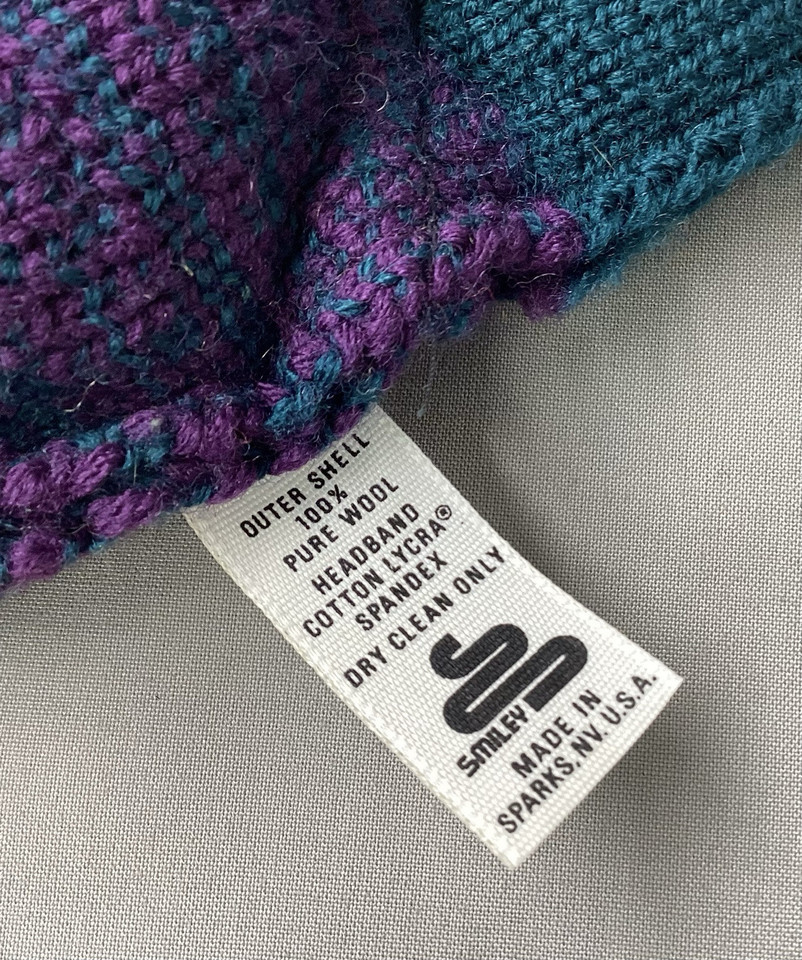 OUTER SHELL
100%
PURE WOOL
HEADBAND
COTTON LYCRA®
SPANDEX
DRY CLEAN ONLY
SMILEY
MADE IN
SPARKS, NV. U.S.A.